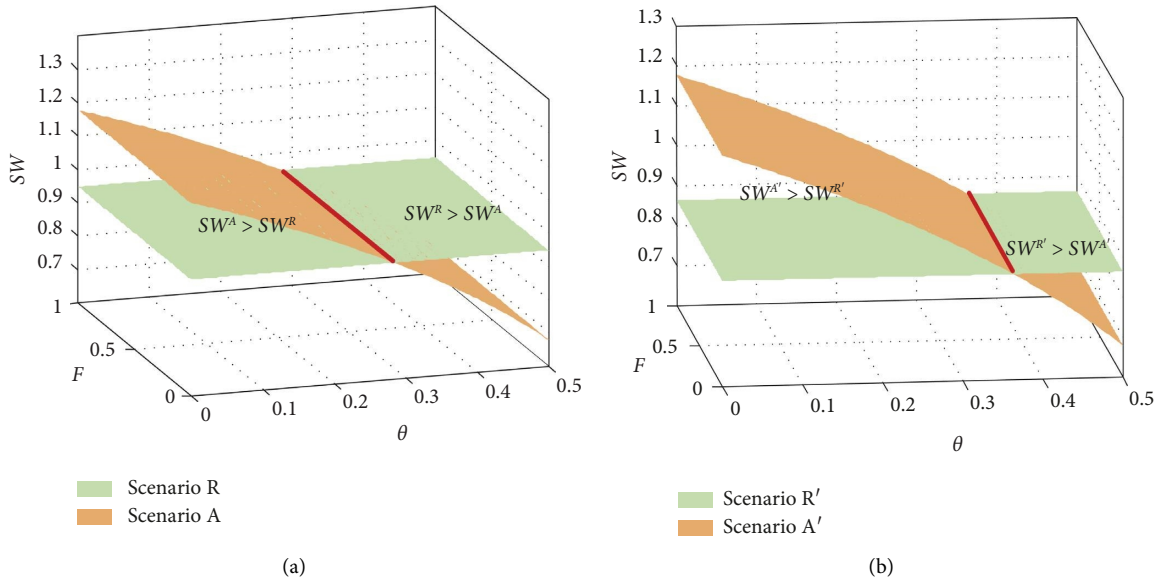 1.3
1.2
1.1
1
0.9
0.8
0.7
SW
SW^A > SW^R
SW^R > SW^A
1
0.5
0
F
0
0.1
0.2
0.3
0.4
0.5
θ
Scenario R
Scenario A
(a)
1.3
1.2
1.1
1
0.9
0.8
0.7
SW
SW^A′ > SW^R′
SW^R′ > SW^A′
1
0.5
0
F
0
0.1
0.2
0.3
0.4
0.5
θ
Scenario R′
Scenario A′
(b)